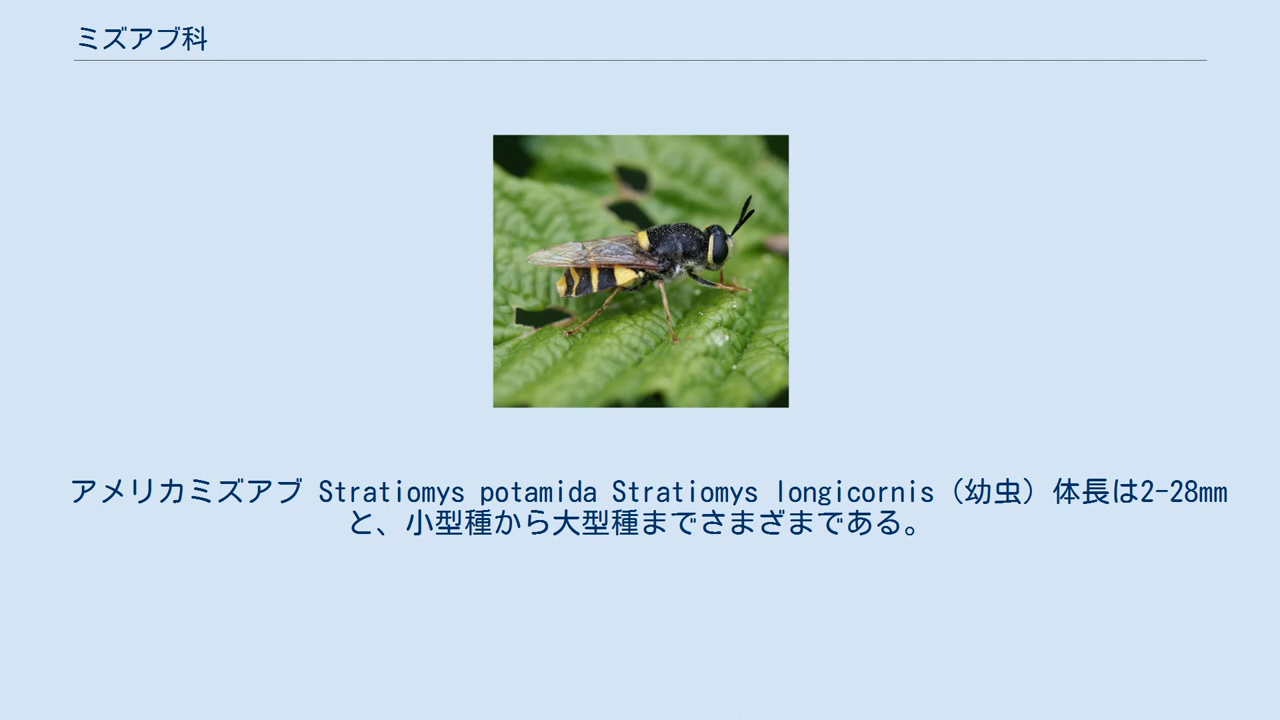 ミズアブ科
アメリカミズアブ Stratiomys potamida Stratiomys longicornis（幼虫）体長は2-28mm
と、小型種から大型種までさまざまである。